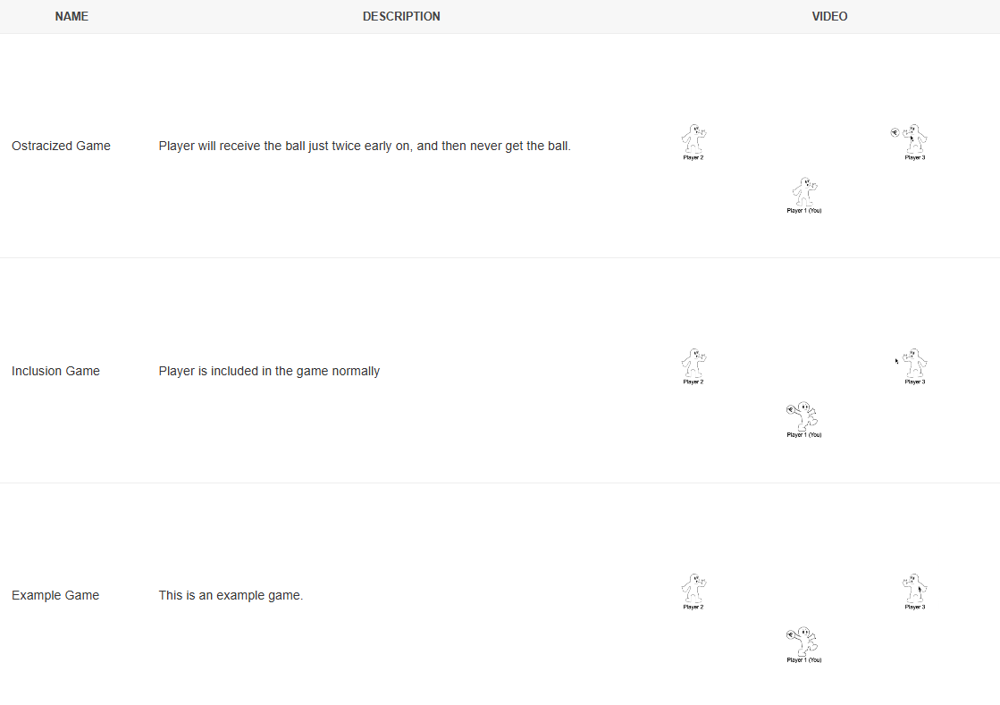 NAME DESCRIPTION VIDEO
Ostracized Game Player will receive the ball just twice early on, and then never get the ball.
Player 2 Player 3
Player 1 (You)
Inclusion Game Player is included in the game normally
Player 2 Player 3
Player 1 (You)
Example Game This is an example game.
Player 2 Player 3
Player 1 (You)